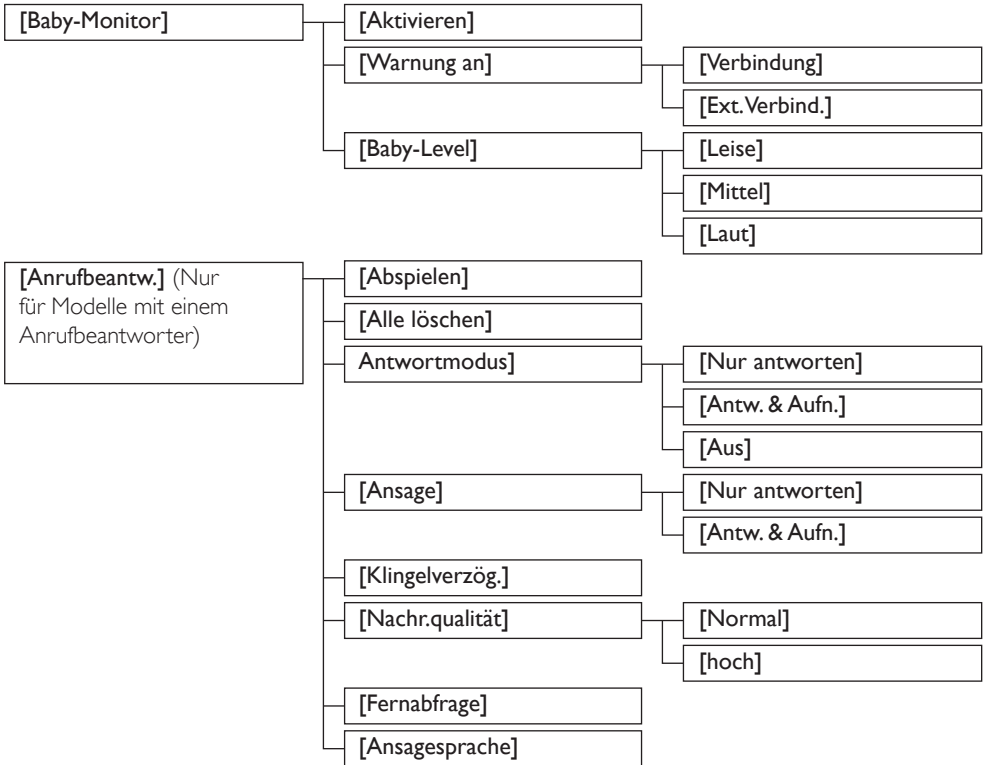 [Baby-Monitor]
[Aktivieren]
[Warnung an]
[Verbindung]
[Ext. Verbind.]
[Baby-Level]
[Leise]
[Mittel]
[Laut]
[Anrufbeantw.] (Nur
für Modelle mit einem
Anrufbeantworter)
[Abspielen]
[Alle löschen]
Antwortmodus]
[Nur antworten]
[Antw. & Aufn.]
[Aus]
[Ansage]
[Nur antworten]
[Antw. & Aufn.]
[Klingelverzög.]
[Nachr.qualität]
[Normal]
[hoch]
[Fernabfrage]
[Ansagesprache]